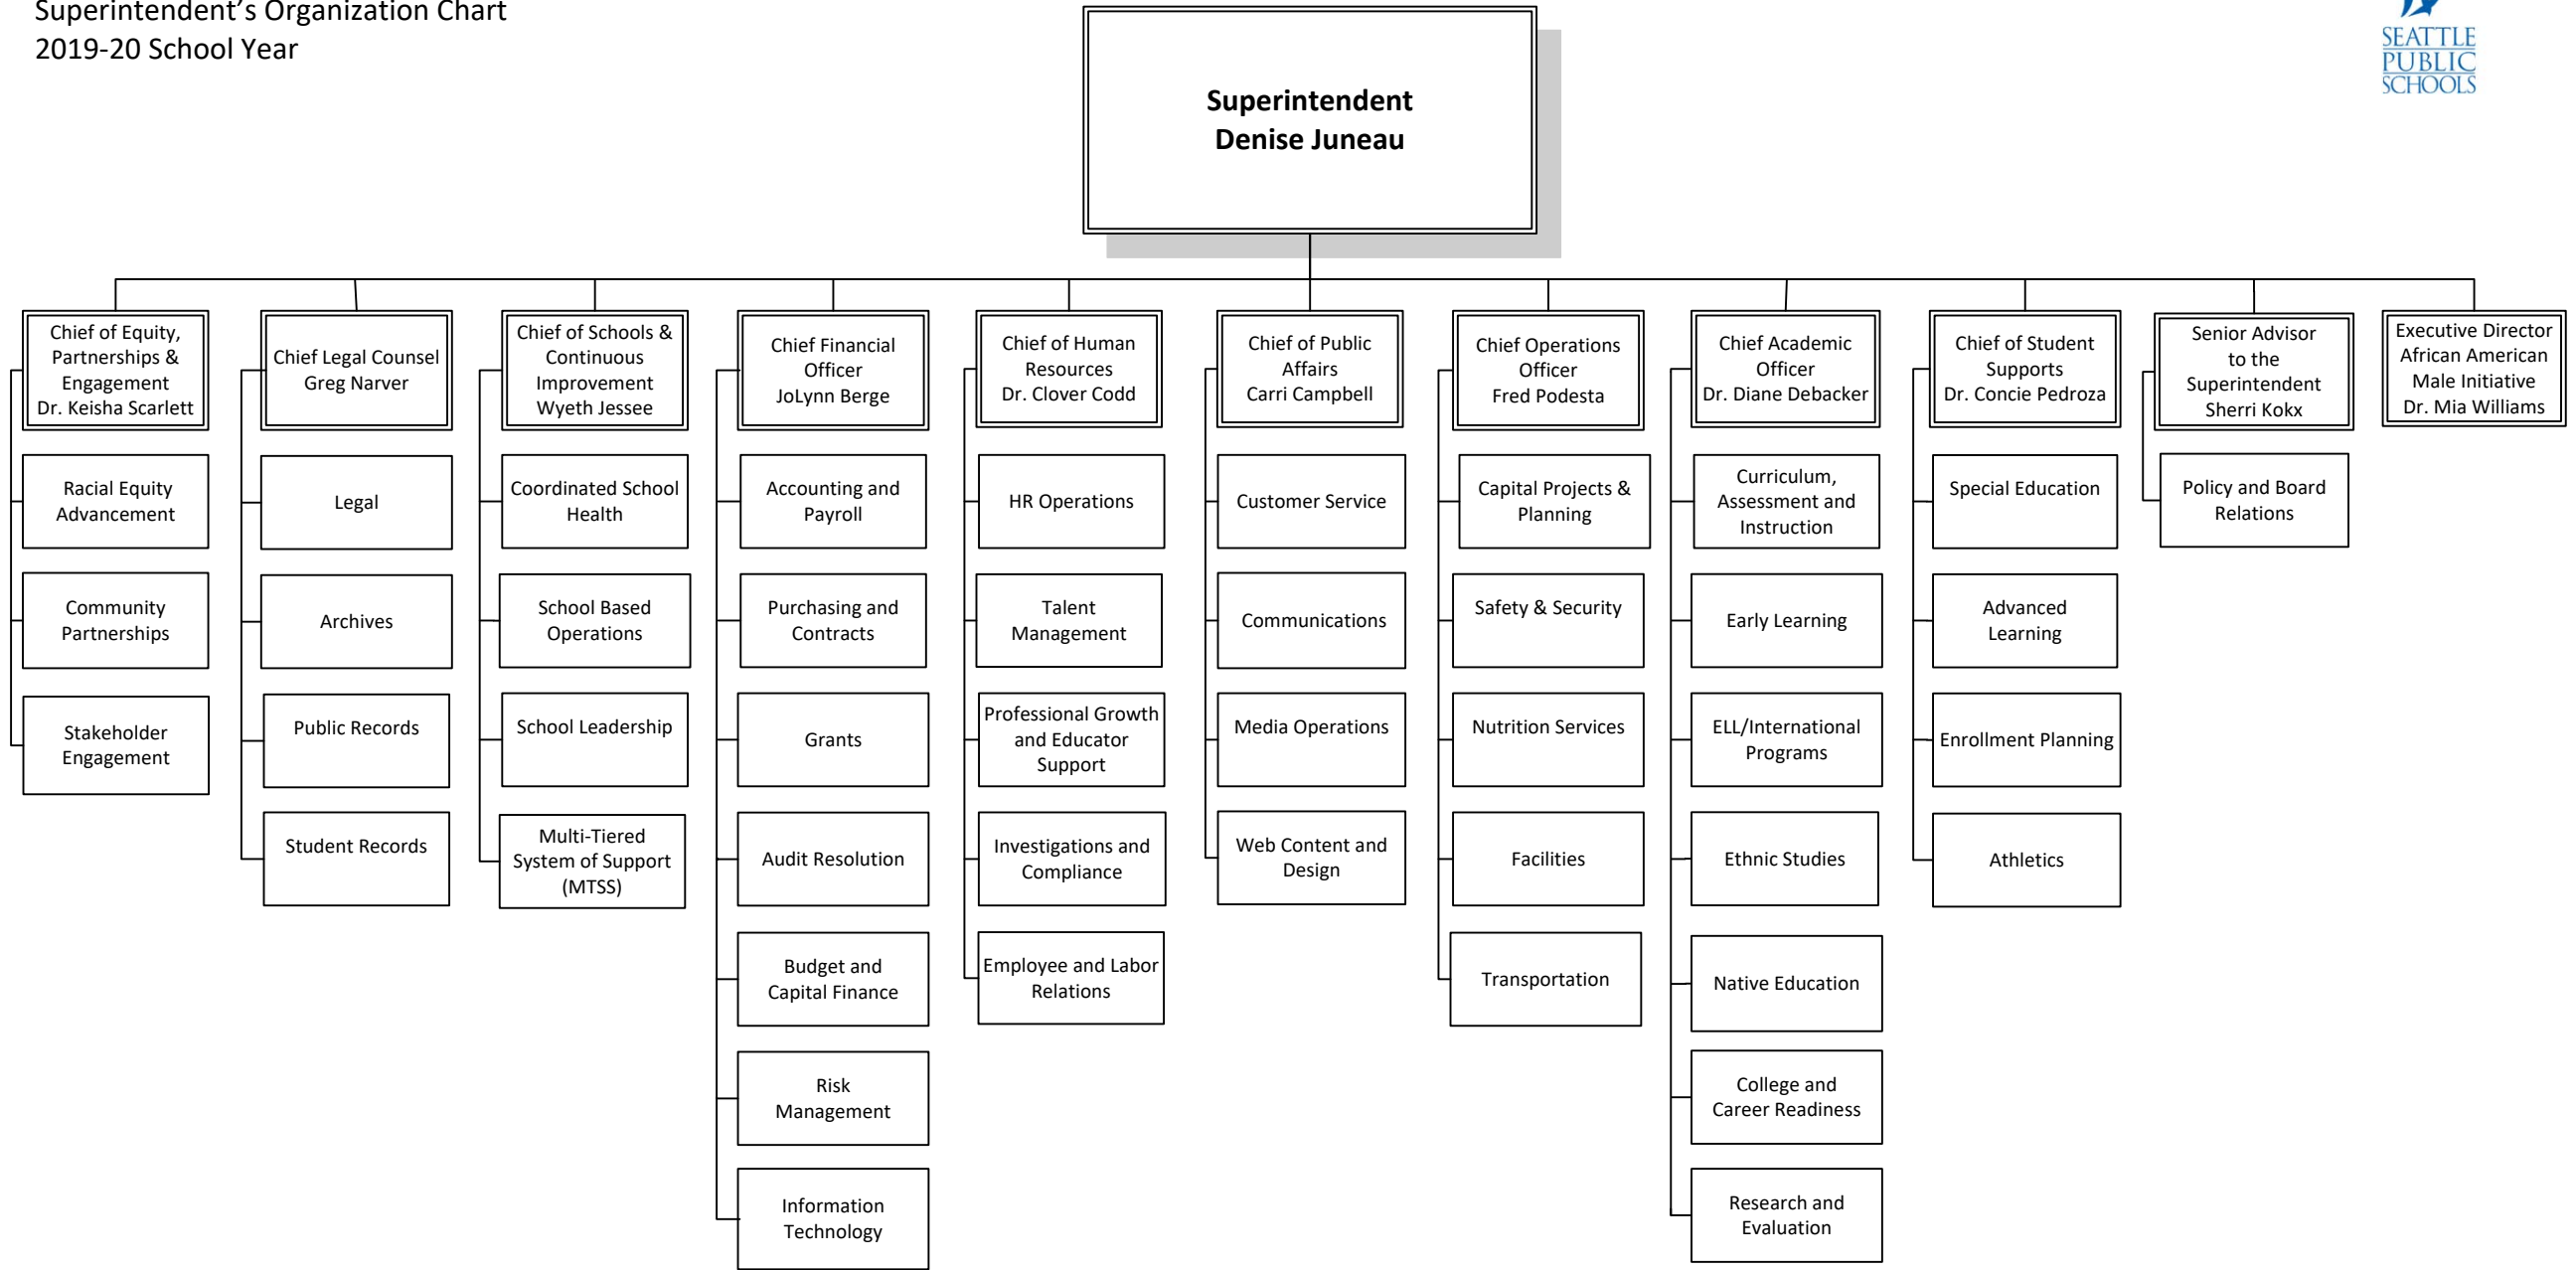 Superintendent's Organization Chart
2019-20 School Year
SEATTLE
PUBLIC
SCHOOLS
Superintendent
Denise Juneau
Chief of Equity,
Partnerships &
Engagement
Dr. Keisha Scarlett
Racial Equity
Advancement
Community
Partnerships
Stakeholder
Engagement
Chief Legal Counsel
Greg Narver
Legal
Archives
Public Records
Student Records
Chief of Schools &
Continuous
Improvement
Wyeth Jessee
Coordinated School
Health
School Based
Operations
School Leadership
Multi-Tiered
System of Support
(MTSS)
Chief Financial
Officer
JoLynn Berge
Accounting and
Payroll
Purchasing and
Contracts
Grants
Audit Resolution
Budget and
Capital Finance
Risk
Management
Information
Technology
Chief of Human
Resources
Dr. Clover Codd
HR Operations
Talent
Management
Professional Growth
and Educator
Support
Investigations and
Compliance
Employee and Labor
Relations
Chief of Public
Affairs
Carri Campbell
Customer Service
Communications
Media Operations
Web Content and
Design
Chief Operations
Officer
Fred Podesta
Capital Projects &
Planning
Safety & Security
Nutrition Services
Facilities
Transportation
Chief Academic
Officer
Dr. Diane Debacker
Curriculum,
Assessment and
Instruction
Early Learning
ELL/International
Programs
Ethnic Studies
Native Education
College and
Career Readiness
Research and
Evaluation
Chief of Student
Supports
Dr. Concie Pedroza
Special Education
Advanced
Learning
Enrollment Planning
Athletics
Senior Advisor
to the
Superintendent
Sherri Kokx
Policy and Board
Relations
Executive Director
African American
Male Initiative
Dr. Mia Williams